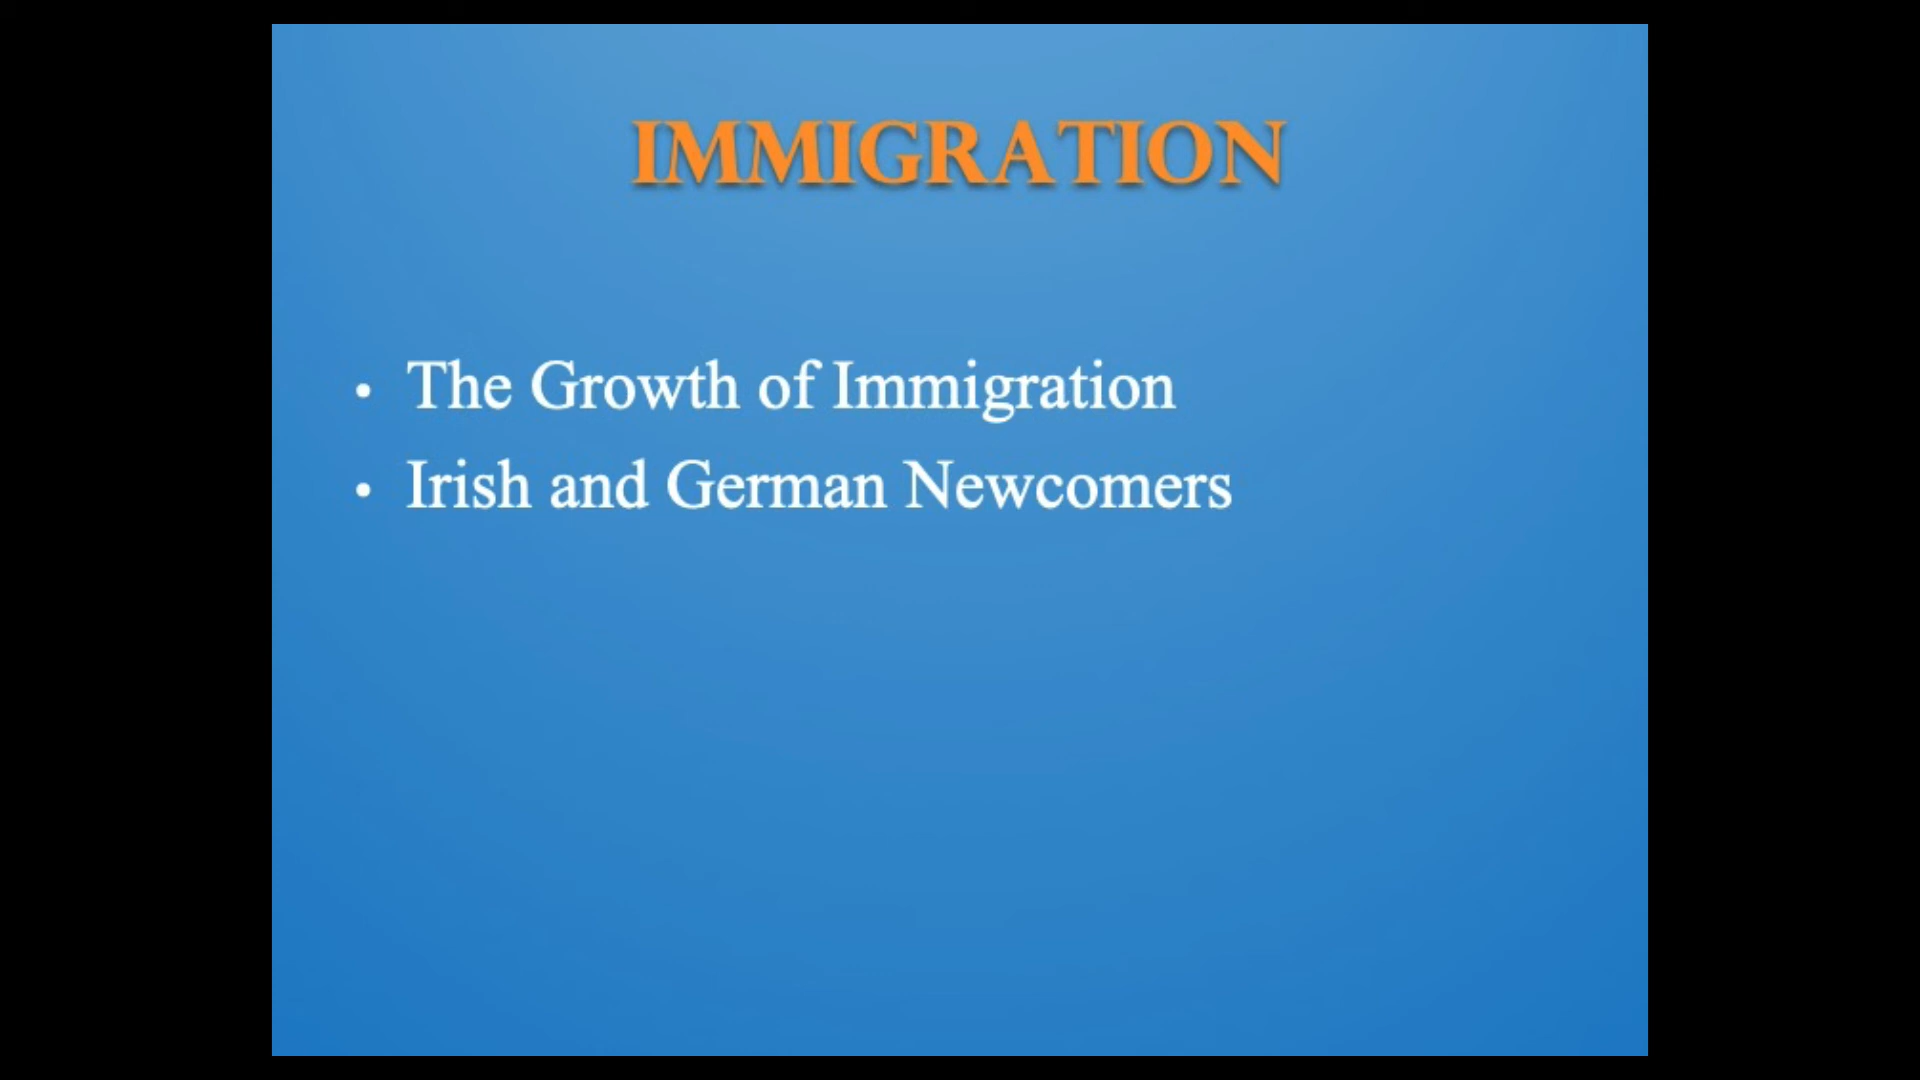 IMMIGRATION
• The Growth of Immigration
• Irish and German Newcomers